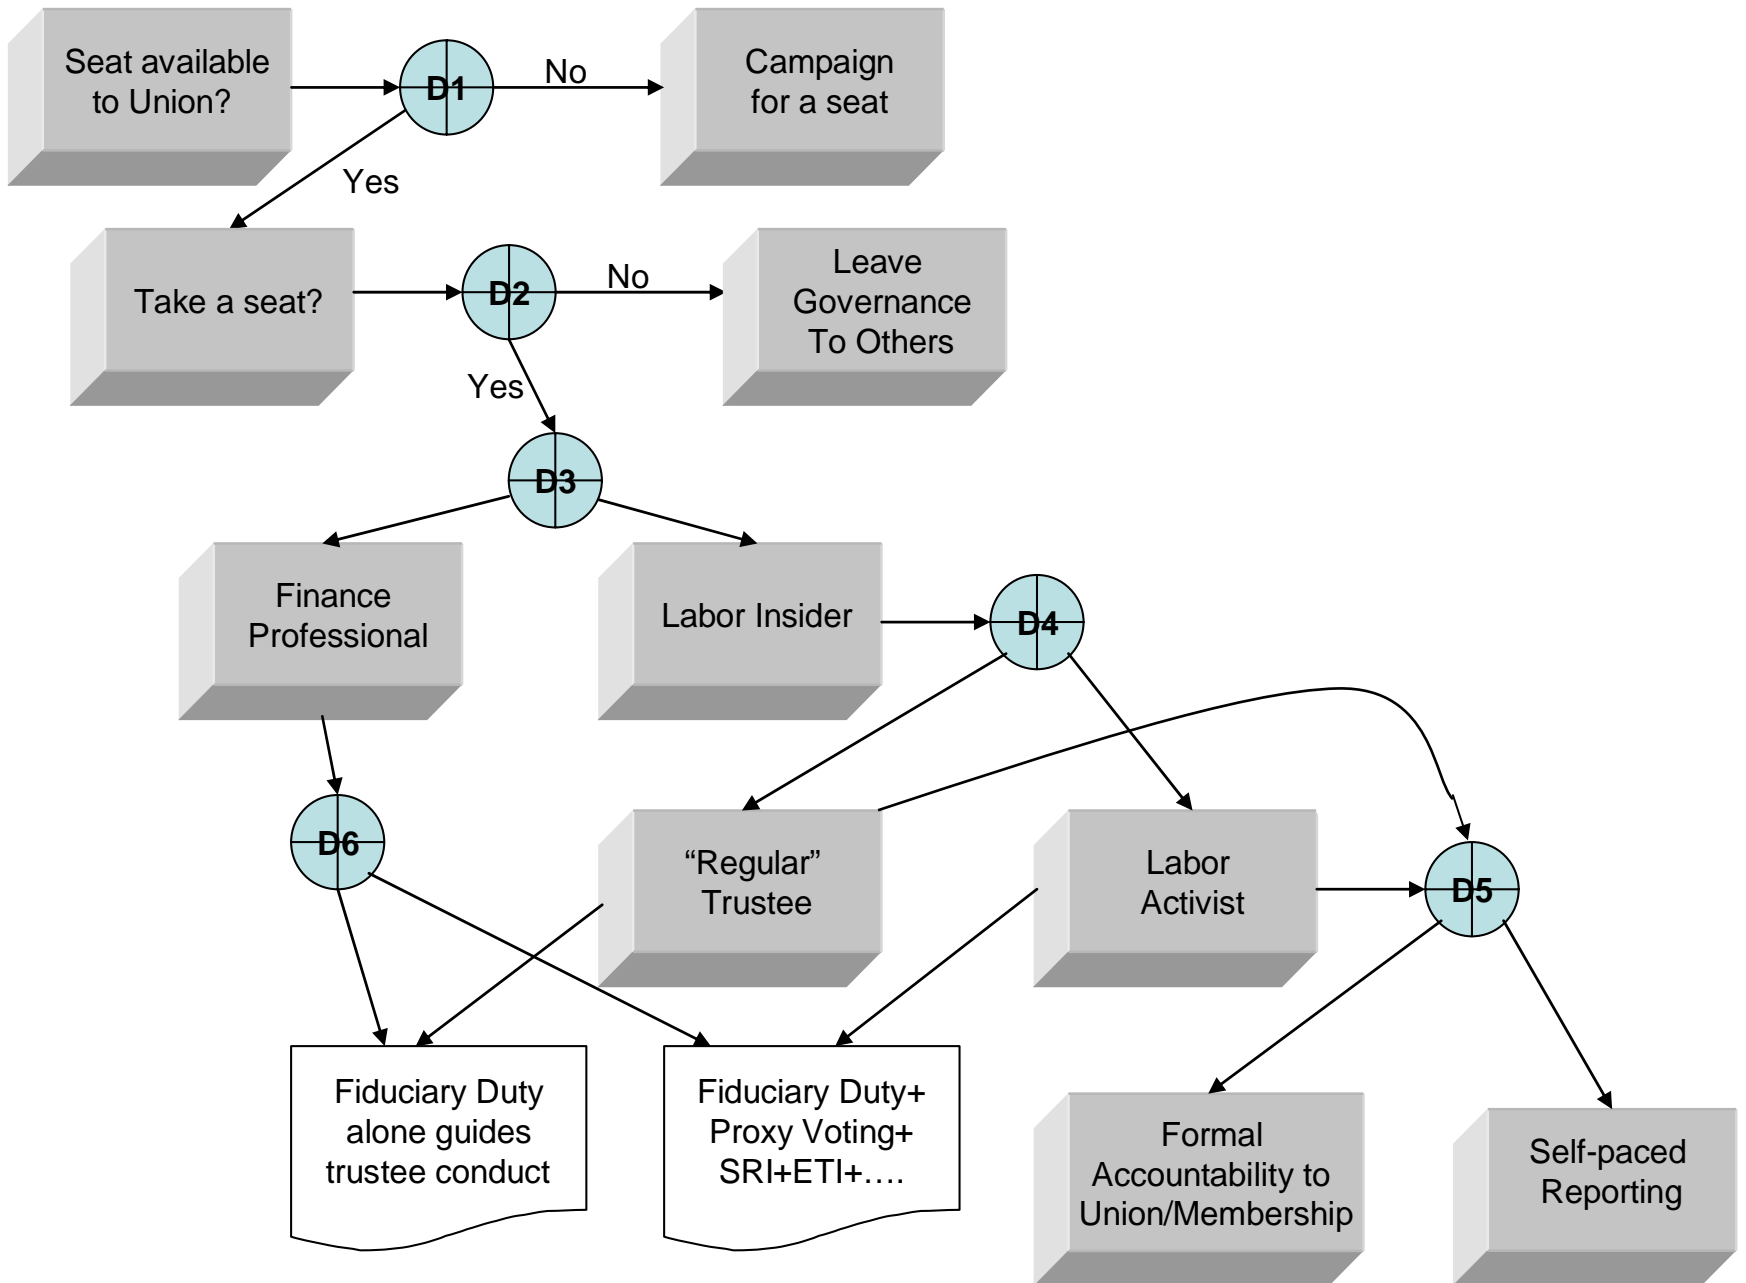 Seat available
to Union?
D1
No
Campaign
for a seat
Yes
Take a seat?
D2
No
Leave
Governance
To Others
Yes
D3
Finance
Professional
Labor Insider
D4
D6
“Regular”
Trustee
Labor
Activist
D5
Fiduciary Duty
alone guides
trustee conduct
Fiduciary Duty+
Proxy Voting+
SRI+ETI+....
Formal
Accountability to
Union/Membership
Self-paced
Reporting